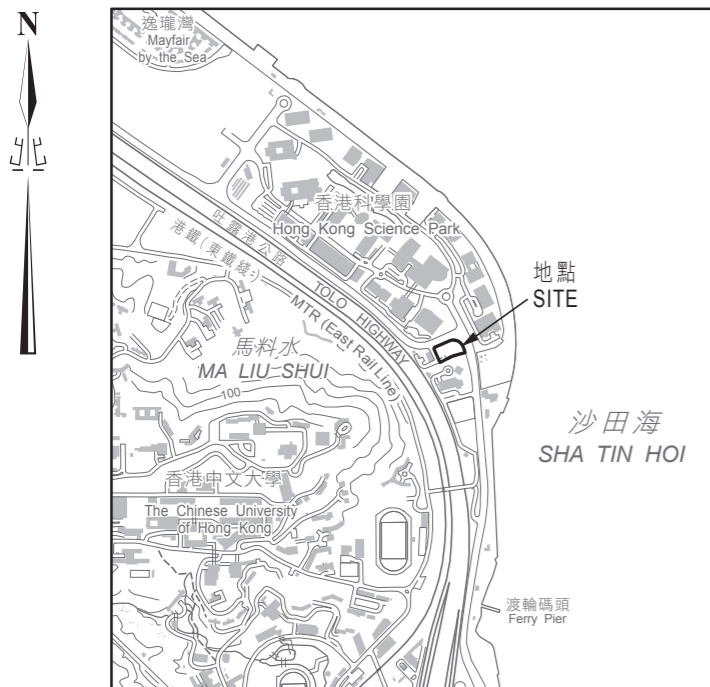 N
逸瓏灣
Mayfair
by the Sea
香港科學園
Hong Kong Science Park
吐露港公路
港鐵(東鐵綫)
TOLO HIGHWAY
MTR (East Rail Line)
地點
SITE
馬料水
MA LIU SHUI
100
沙田海
SHA TIN HOI
香港中文大學
The Chinese University
of Hong Kong
渡輪碼頭
Ferry Pier